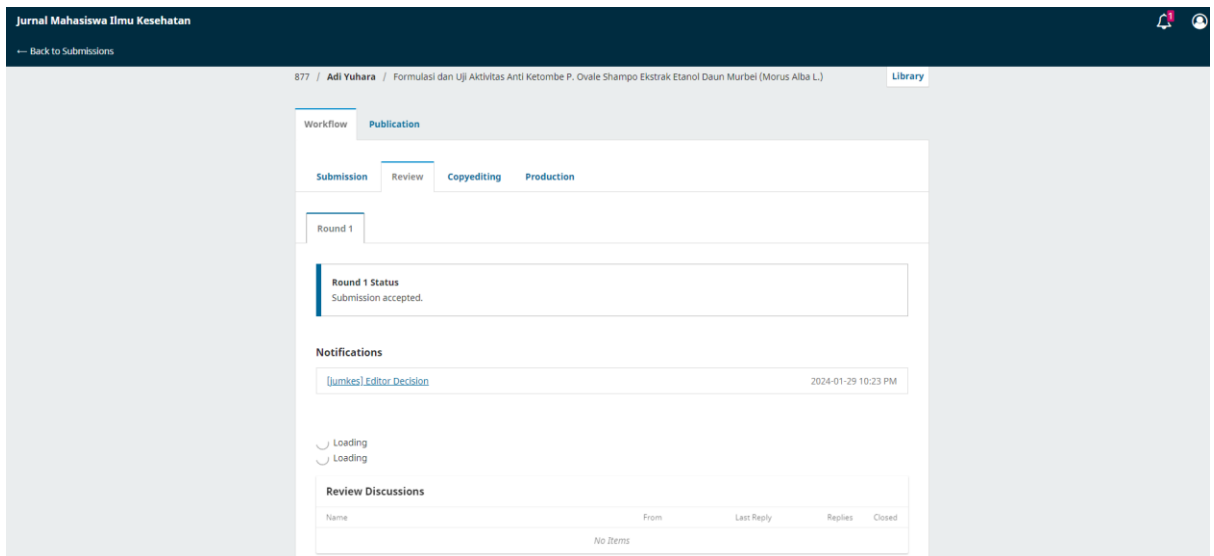 Jurnal Mahasiswa Ilmu Kesehatan
1
← Back to Submissions
877 / Adi Yuhara / Formulasi dan Uji Aktivitas Anti Ketombe P. Ovale Shampo Ekstrak Etanol Daun Murbei (Morus Alba L.)
Library
Workflow Publication
Submission Review Copyediting Production
Round 1
Round 1 Status
Submission accepted.
Notifications
[jumkes] Editor Decision 2024-01-29 10:23 PM
Loading
Loading
Review Discussions
Name From Last Reply Replies Closed
No Items